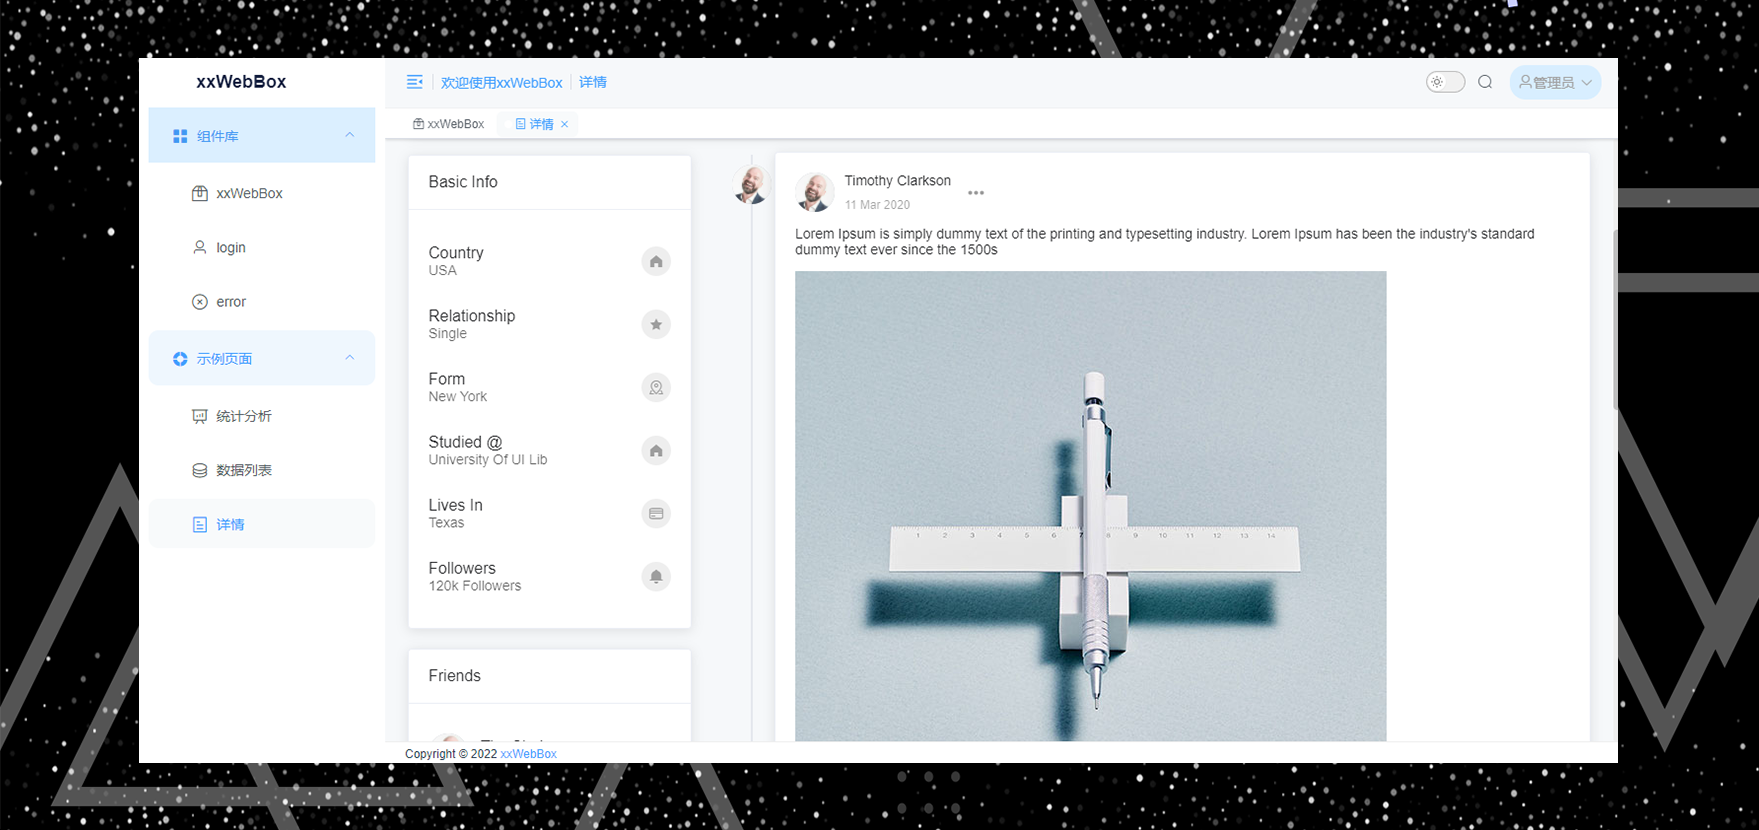 xxWebBox
组件库
xxWebBox
login
error
示例页面
统计分析
数据列表
详情
欢迎使用xxWebBox
详情
管理员
xxWebBox
详情
Basic Info
Country
USA
Relationship
Single
Form
New York
Studied @
University Of UI Lib
Lives In
Texas
Followers
120k Followers
Friends
Timothy Clarkson
11 Mar 2020
Lorem Ipsum is simply dummy text of the printing and typesetting industry. Lorem Ipsum has been the industry's standard
dummy text ever since the 1500s
1 2 3 4 5 6 7 8 9 10 11 12 13 14
Copyright © 2022 xxWebBox